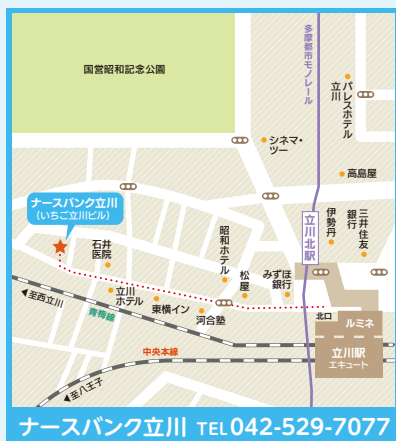 国営昭和記念公園
多摩都市モノレール
パレスホテル
立川
シネマ・
ツー
高島屋
ナースバンク立川
(いちご立川ビル)
立川北駅
伊勢丹
三井住友
銀行
石井
医院
昭和ホテル
松屋
みずほ
銀行
立川
ホテル
東横イン
河合塾
北口
ルミネ
立川駅
エキュート
◀至西立川
青梅線
中央本線
◀至八王子
ナースバンク立川 TEL 042-529-7077